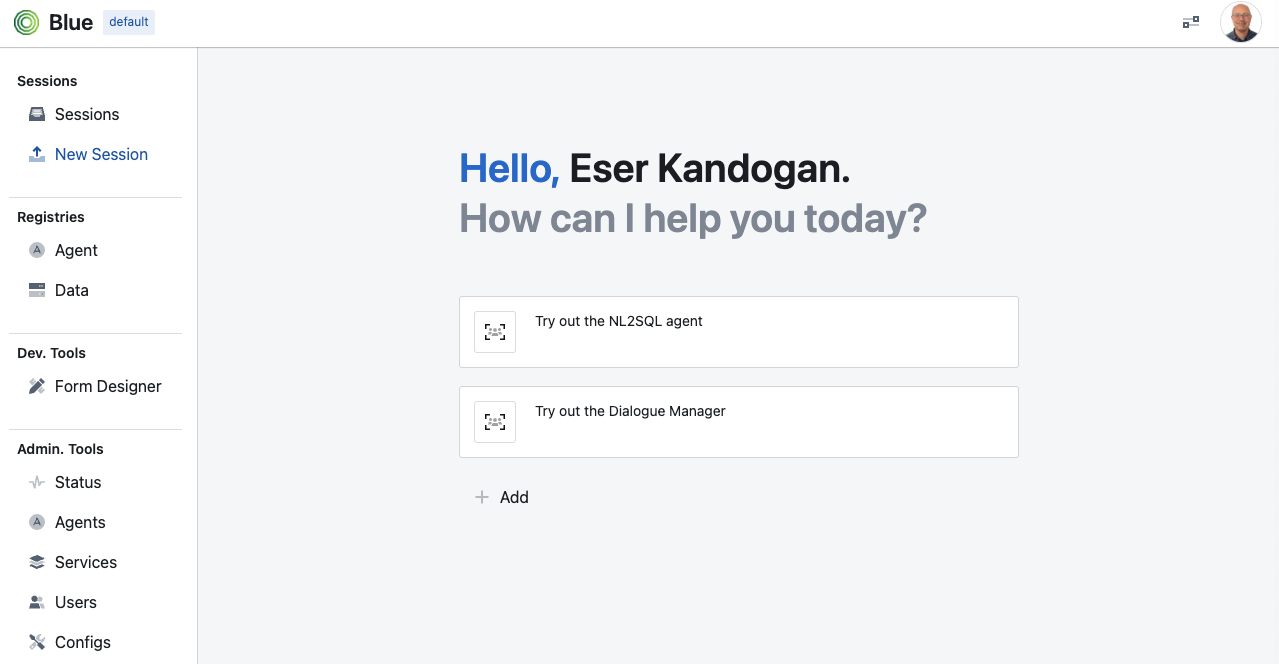 Blue default
Sessions
Sessions
New Session
Registries
Agent
Data
Dev. Tools
Form Designer
Admin. Tools
Status
Agents
Services
Users
Configs
Hello, Eser Kandogan.
How can I help you today?
Try out the NL2SQL agent
Try out the Dialogue Manager
Add